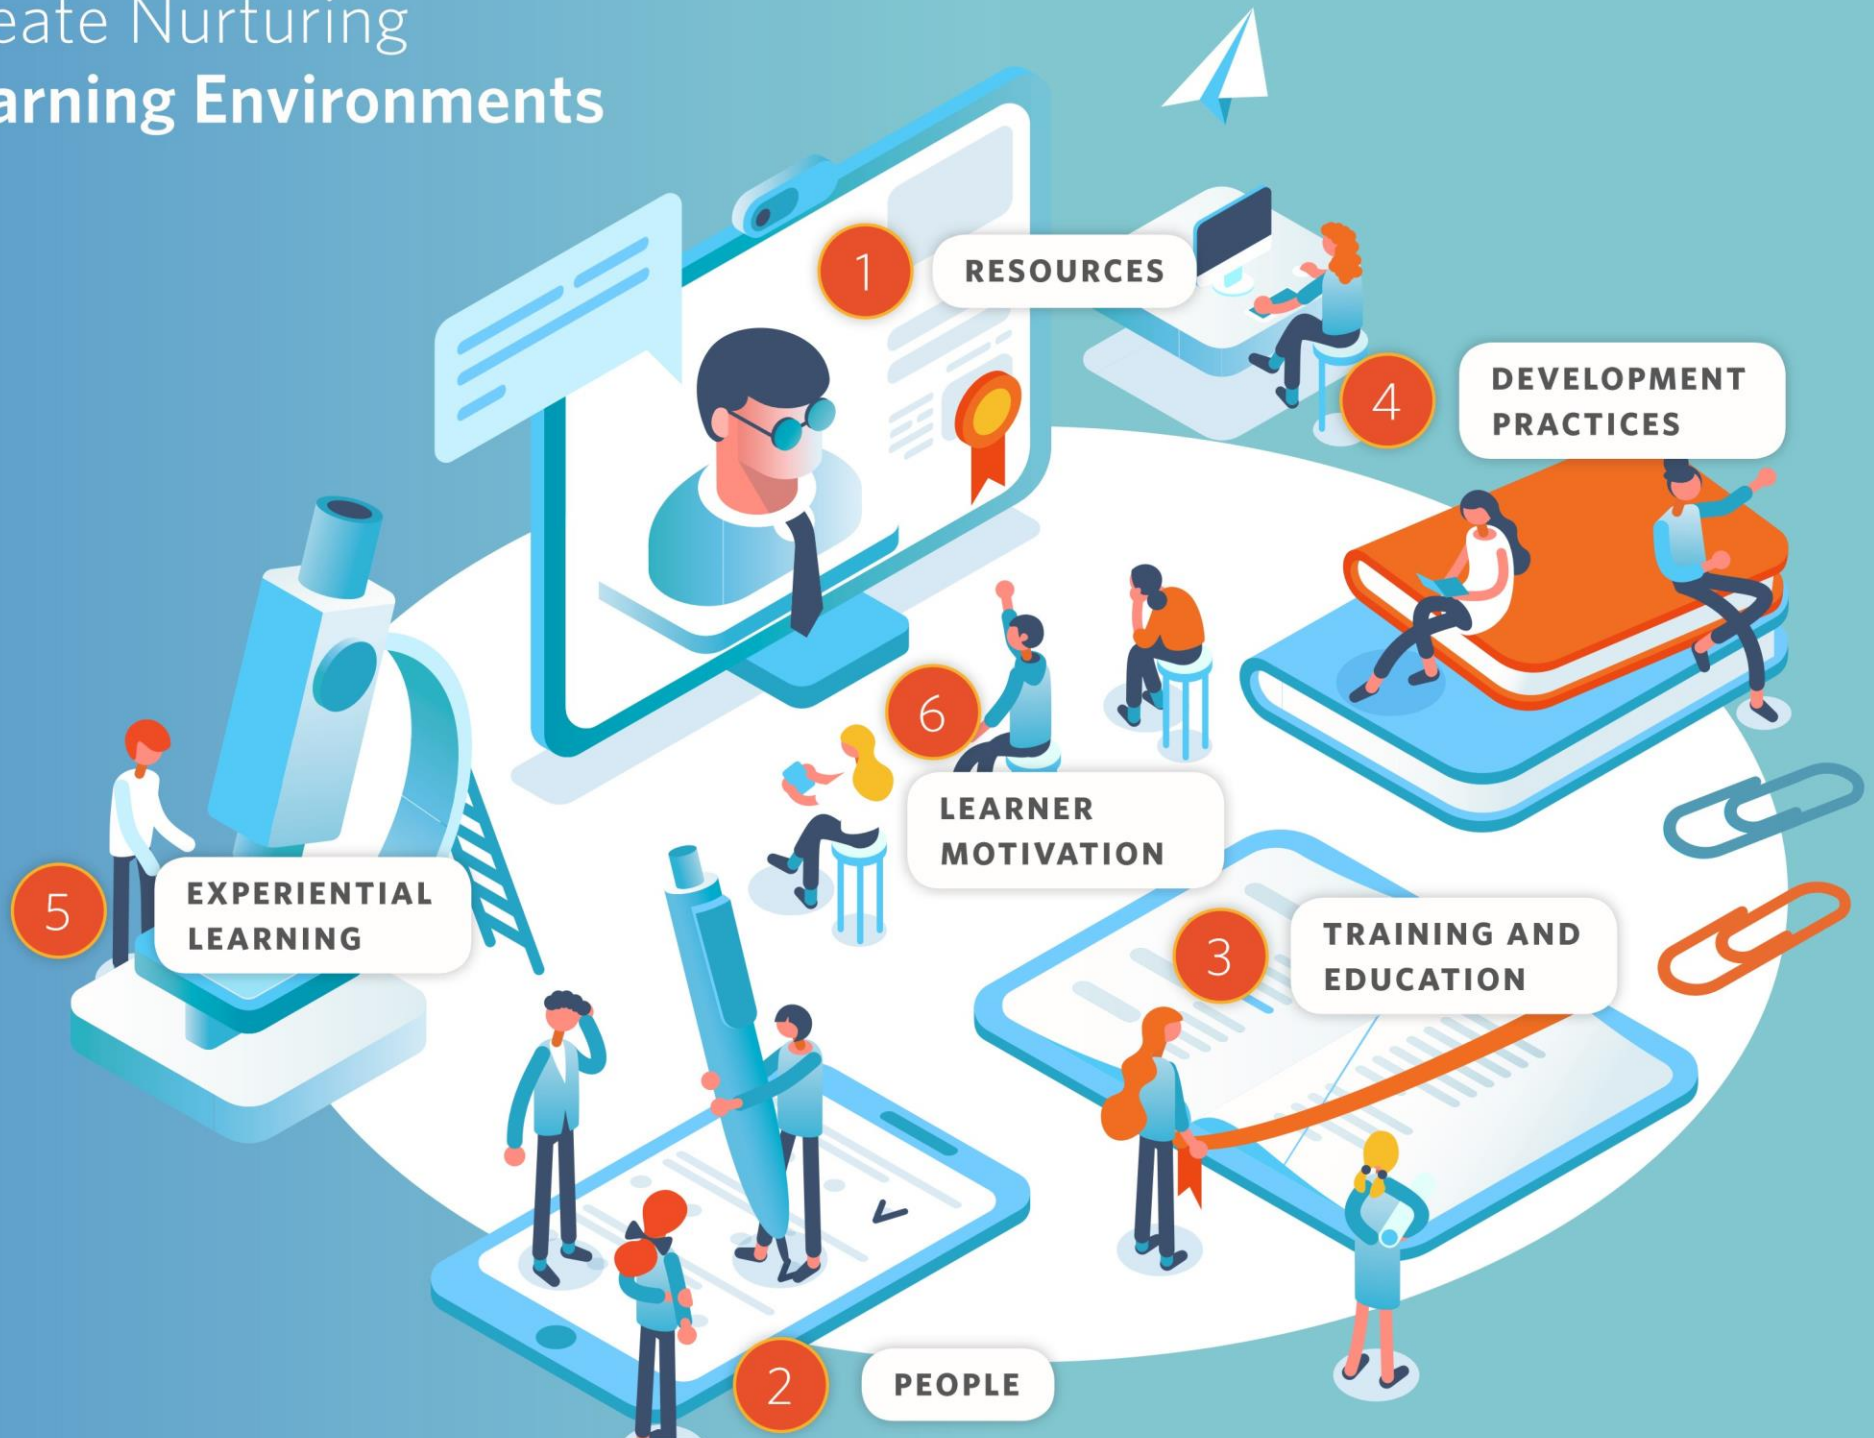 eate Nurturing
arning Environments
1
RESOURCES
4
DEVELOPMENT
PRACTICES
6
LEARNER
MOTIVATION
5
EXPERIENTIAL
LEARNING
3
TRAINING AND
EDUCATION
2
PEOPLE